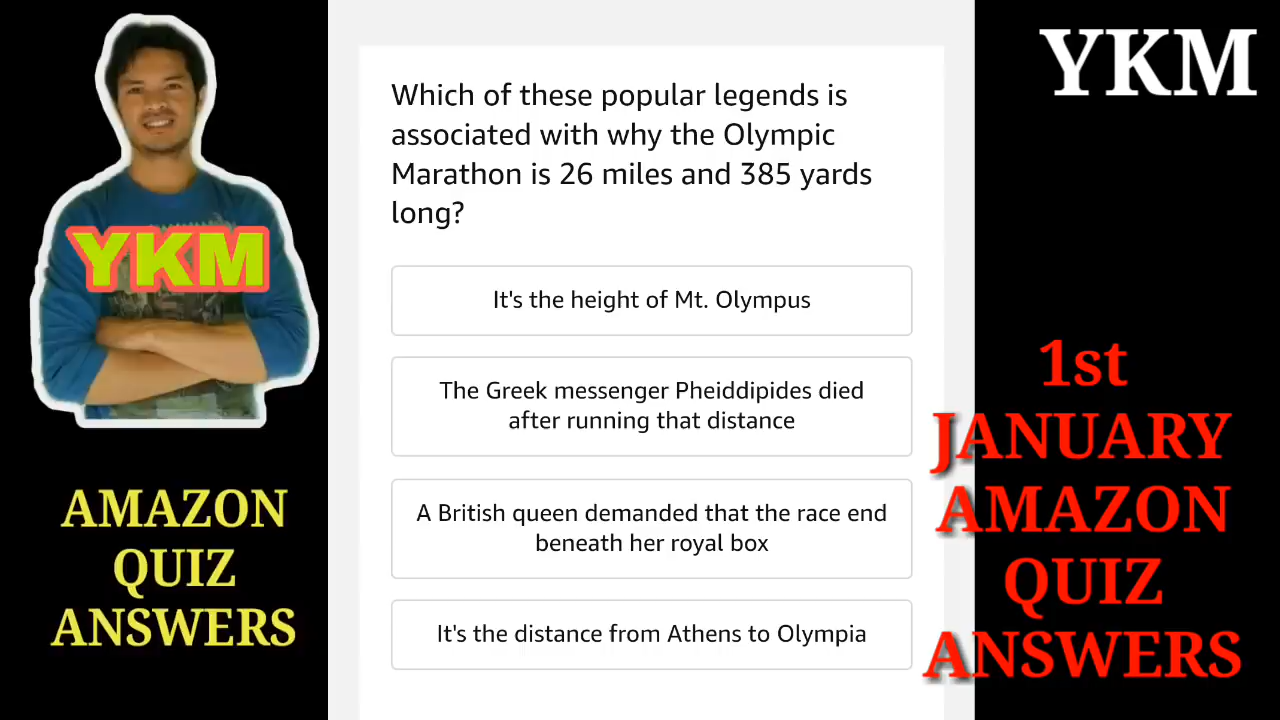 YKM
AMAZON
QUIZ
ANSWERS
Which of these popular legends is
associated with why the Olympic
Marathon is 26 miles and 385 yards
long?
It's the height of Mt. Olympus
The Greek messenger Pheiddipides died
after running that distance
A British queen demanded that the race end
beneath her royal box
It's the distance from Athens to Olympia
YKM
1st
JANUARY
AMAZON
QUIZ
ANSWERS